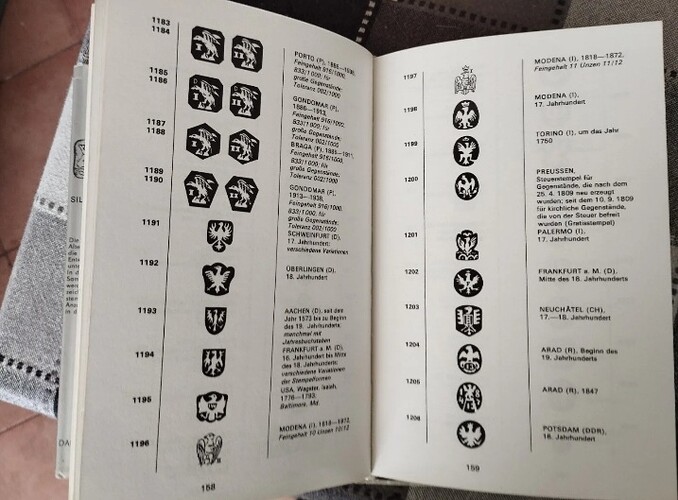 1183
1184
PORTO (P), 1886–1938,
Feingehalt 916/1000,
833/1000; für
große Gegenstände;
Toleranz 002/1000
1185
1186
GONDOMAR (P),
1886–1913,
Feingehalt 916/1000,
833/1000; für
große Gegenstände;
Toleranz 002/1000
1187
1188
BRAGA (P), 1886–1911,
Feingehalt 916/1000,
833/1000; für
große Gegenstände;
Toleranz 002/1000
1189
1190
GONDOMAR (P),
1913–1938,
Feingehalt 916/1000,
833/1000; für
große Gegenstände;
Toleranz 002/1000
1191
SCHWEINFURT (D),
17. Jahrhundert;
verschiedene Variationen
1192
ÜBERLINGEN (D),
18. Jahrhundert
1193
AACHEN (D), seit dem
Jahr 1573 bis zu Beginn
des 19. Jahrhunderts;
manchmal mit
Jahresbuchstaben
1194
FRANKFURT a. M. (D),
16. Jahrhundert bis Mitte
des 18. Jahrhunderts;
verschiedene Variationen
der Stempelformen
1195
USA, Wagster, Isaiah,
1776–1793,
Baltimore, Md.
1196
MODENA (I), 1818–1872,
Feingehalt 10 Unzen 10/12
158
1197
MODENA (I), 1818–1872,
Feingehalt 11 Unzen 11/12
1198
MODENA (I),
17. Jahrhundert
1199
TORINO (I), um das Jahr
1750
1200
PREUSSEN,
Steuerstempel für
Gegenstände, die nach dem
25. 4. 1809 neu erzeugt
wurden; seit dem 10. 9. 1809
für kirchliche Gegenstände,
die von der Steuer befreit
wurden (Gratisstempel)
1201
PALERMO (I),
17. Jahrhundert
1202
FRANKFURT a. M. (D),
Mitte des 18. Jahrhunderts
1203
NEUCHÂTEL (CH),
17.—18. Jahrhundert
1204
ARAD (R), Beginn des
19. Jahrhunderts
1205
ARAD (R), 1847
1206
POTSDAM (DDR),
18. Jahrhundert
159